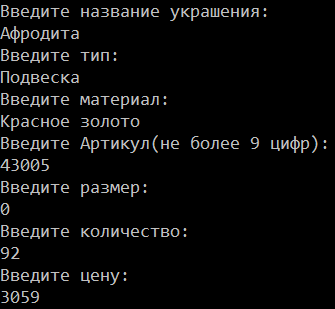 Введите название украшения:
Афродита
Введите тип:
Подвеска
Введите материал:
Красное золото
Введите Артикул(не более 9 цифр):
43005
Введите размер:
0
Введите количество:
92
Введите цену:
3059